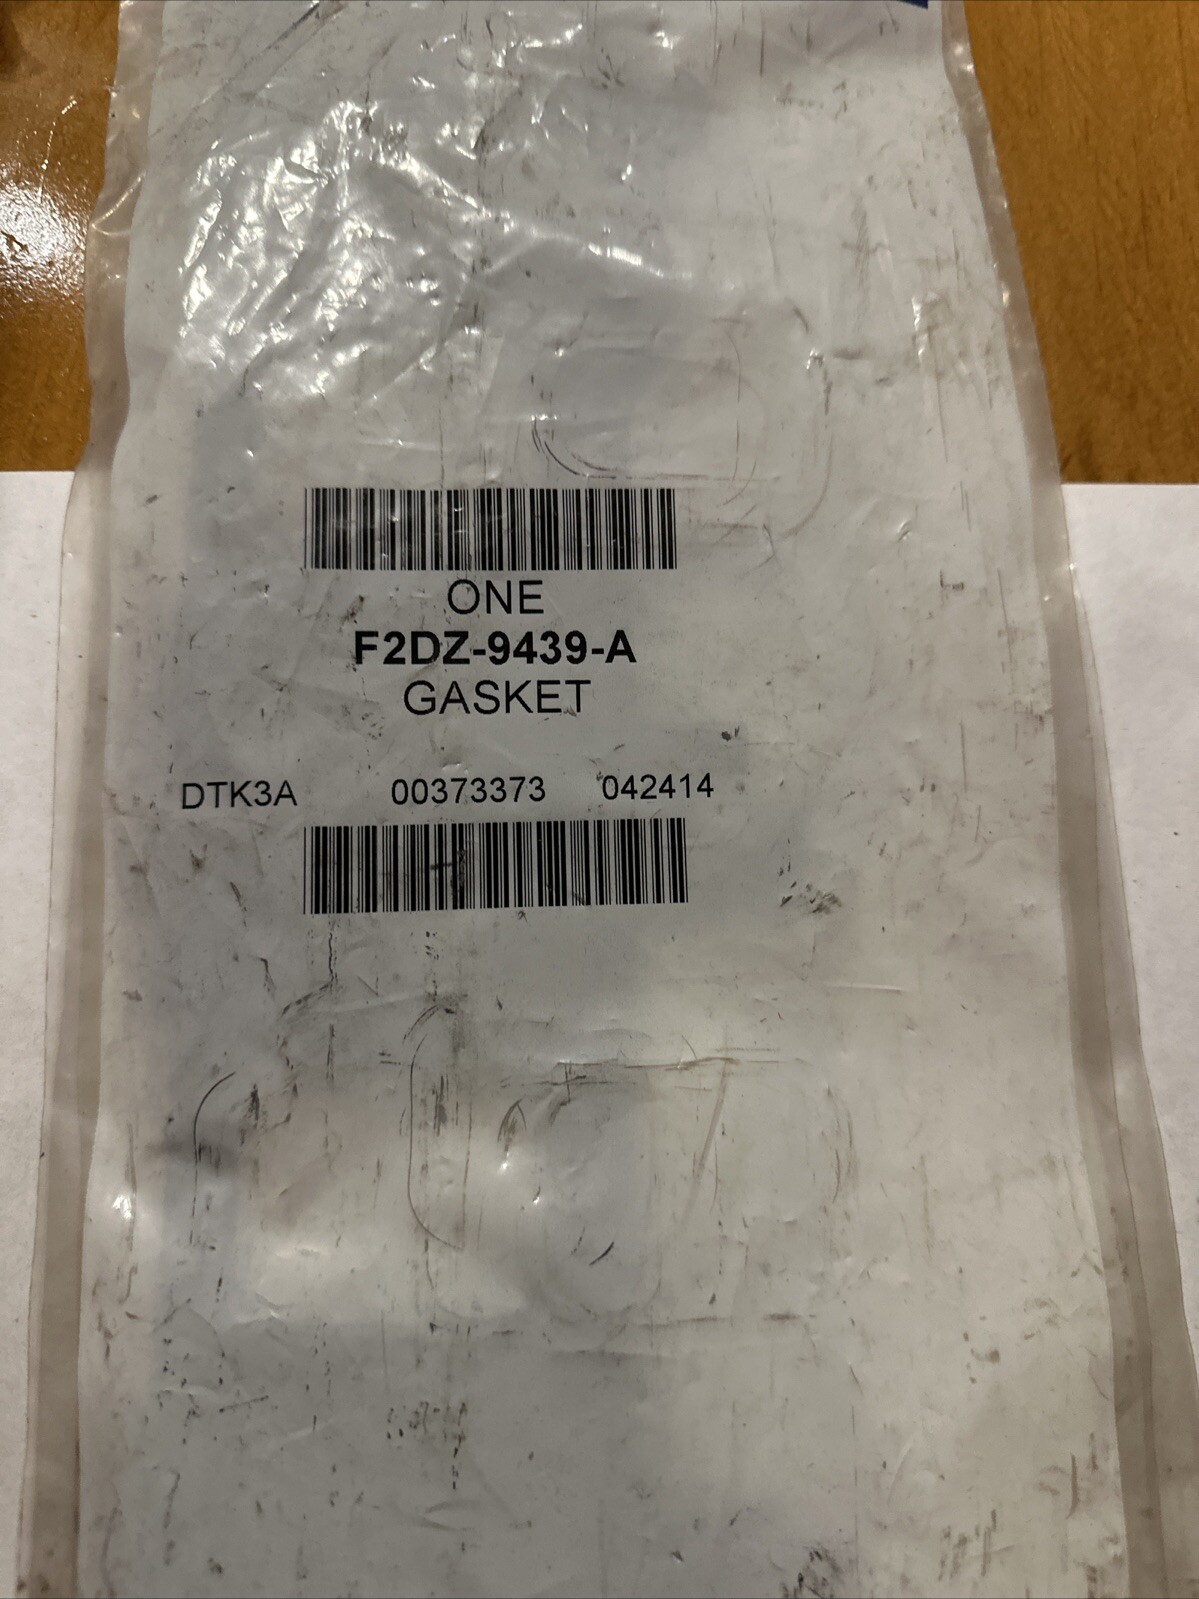 ONE
F2DZ-9439-A
GASKET
DTK3A 00373373 042414